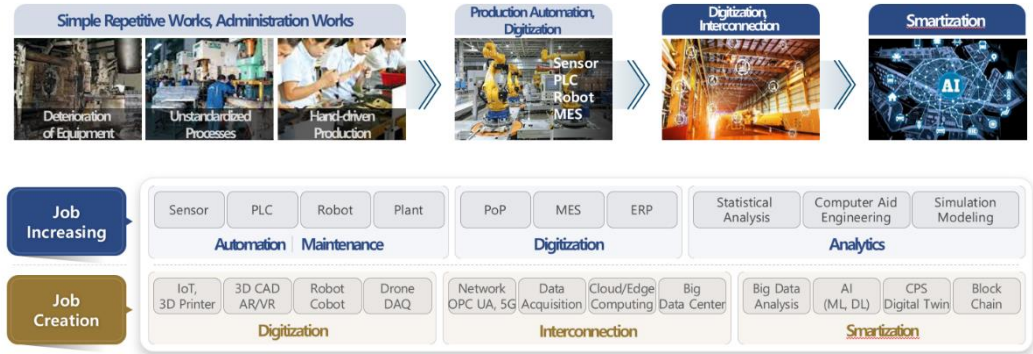 Simple Repetitive Works, Administration Works
Deterioration
of Equipment
Unstandardized
Processes
Hand-driven
Production
Production Automation,
Digitization
Sensor
PLC
Robot
MES
Digitization,
Interconnection
Smartization
AI
Job
Increasing
Sensor
PLC
Robot
Plant
Automation | Maintenance
PoP
MES
ERP
Digitization
Statistical
Analysis
Computer Aid
Engineering
Simulation
Modeling
Analytics
Job
Creation
IoT,
3D Printer
3D CAD
AR/VR
Robot
Cobot
Drone
DAQ
Digitization
Network
OPC UA, 5G
Data
Acquisition
Cloud/Edge
Computing
Big
Data Center
Interconnection
Big Data
Analysis
AI
(ML, DL)
CPS
Digital Twin
Block
Chain
Smartization